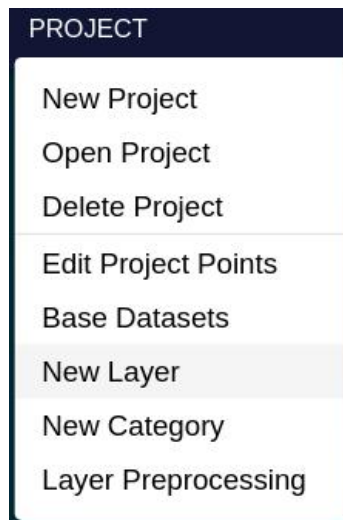 PROJECT
New Project
Open Project
Delete Project
Edit Project Points
Base Datasets
New Layer
New Category
Layer Preprocessing